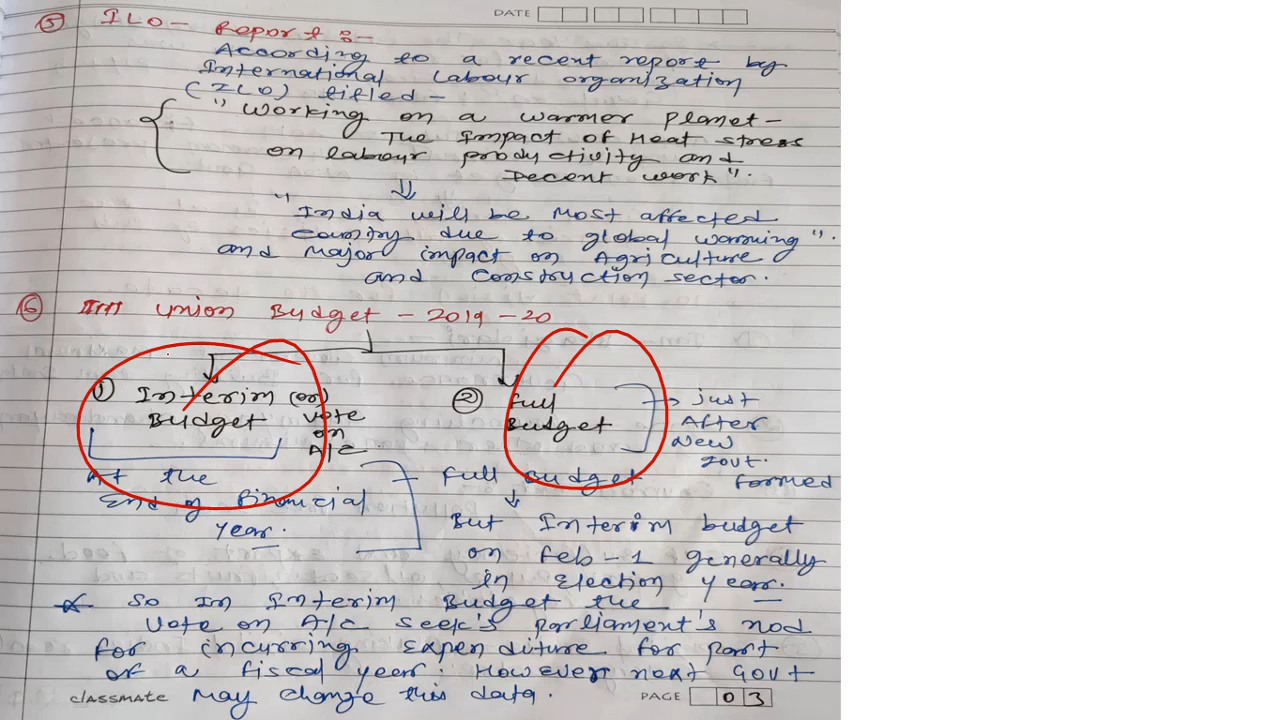 DATE
5 ILO - Report :-
According to a recent report by
International Labour organization
(ILO) titled -
"Working on a warmer planet -
The Impact of Heat stress
on labour productivity and
Decent work".
"India will be most affected
country due to global warming".
and Major impact on Agriculture
and Construction sector.
6 Union Budget - 2019 - 20
1 Interim (or)
Budget vote
on
A/C
2 full
Budget
just
After
New
Govt.
formed
At the
End of Financial
year.
full Budget
But Interim budget
on Feb - 1 generally
in Election year.
* So In Interim Budget the
Vote on A/c seek's parliament's nod
for incurring Expenditure for part
of a fiscal year. However next Govt
may change this data.
classmate
PAGE 03